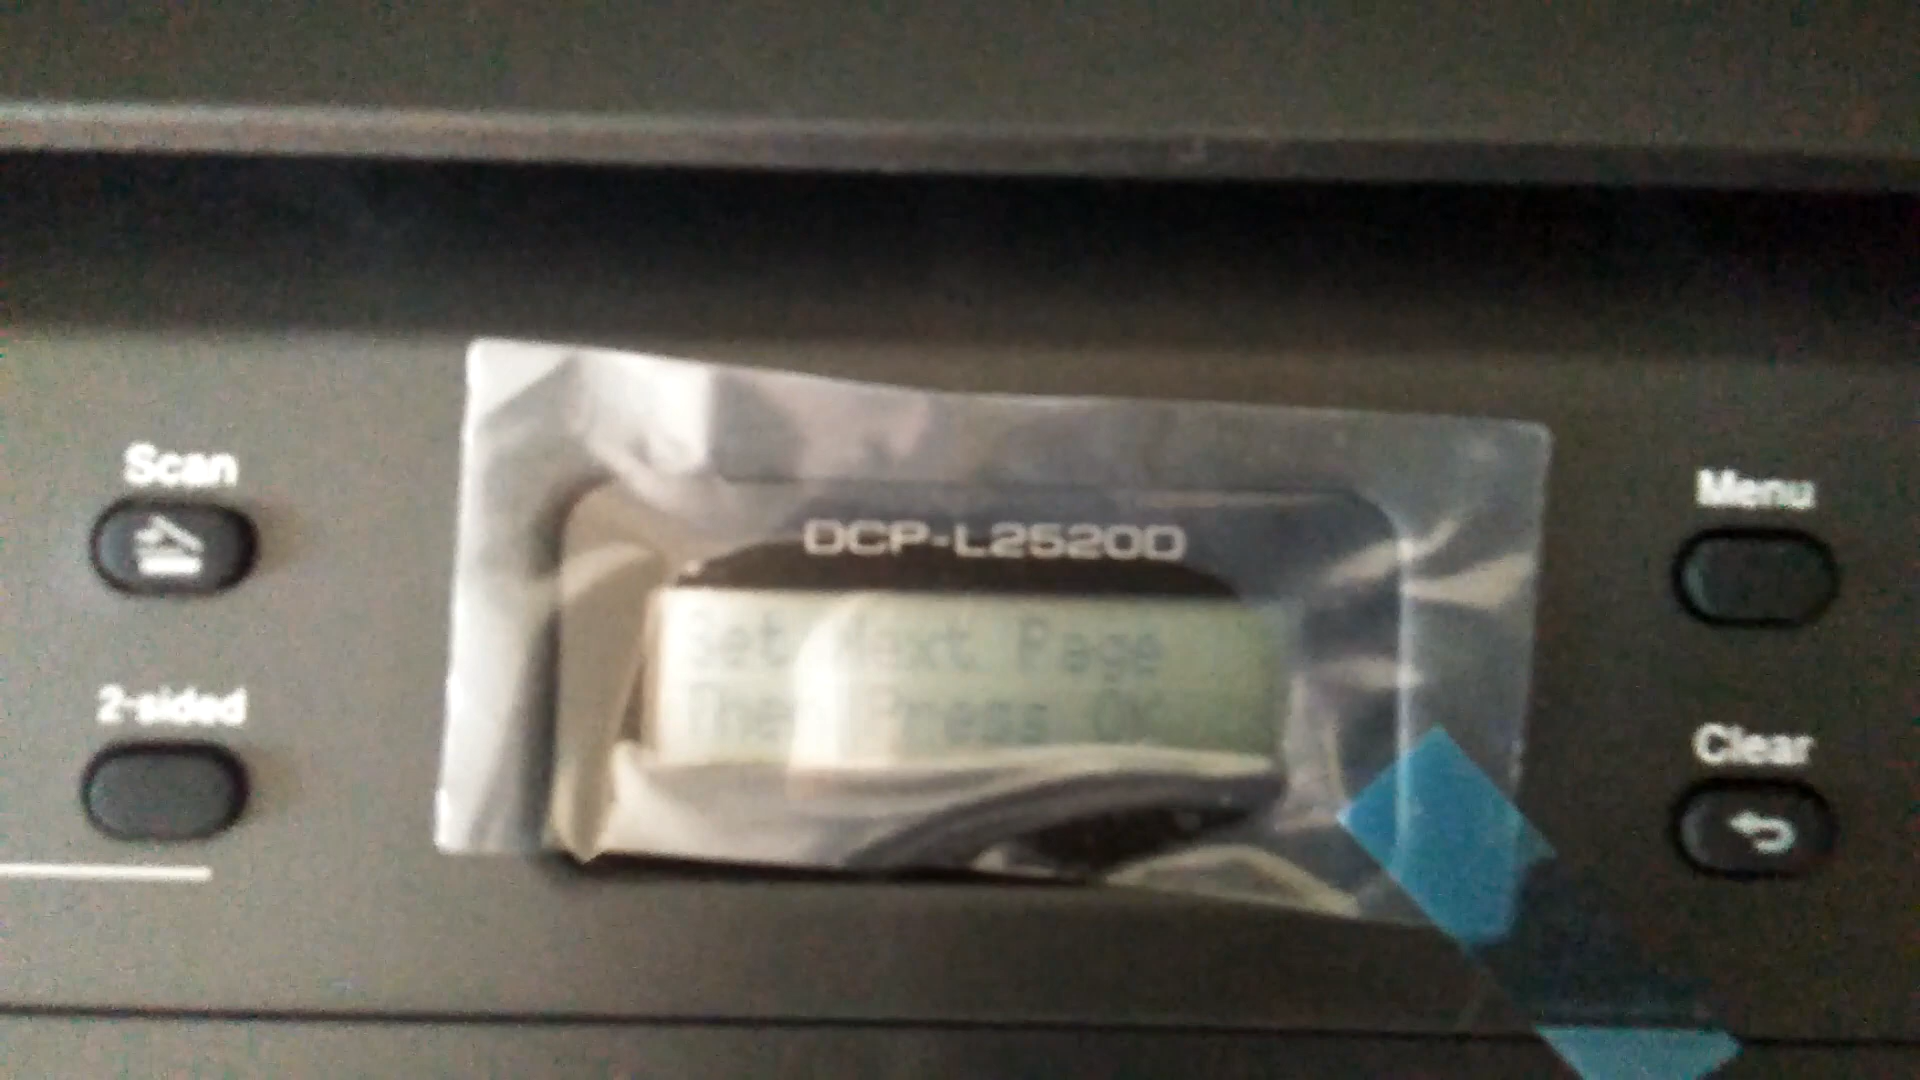 Scan
DCP-L2520D
Menu
Set Next Page
Then Press OK
2-sided
Clear